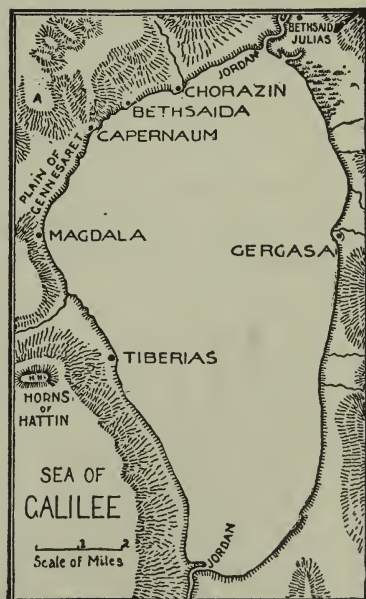 BETHSAIDA
JULIAS
JORDAN
CHORAZIN
BETHSAIDA
CAPERNAUM
A
PLAIN OF
GENNESARET
MAGDALA
GERGASA
TIBERIAS
H H
HORNS
OF
HATTIN
SEA OF
GALILEE
1 2
Scale of Miles
JORDAN